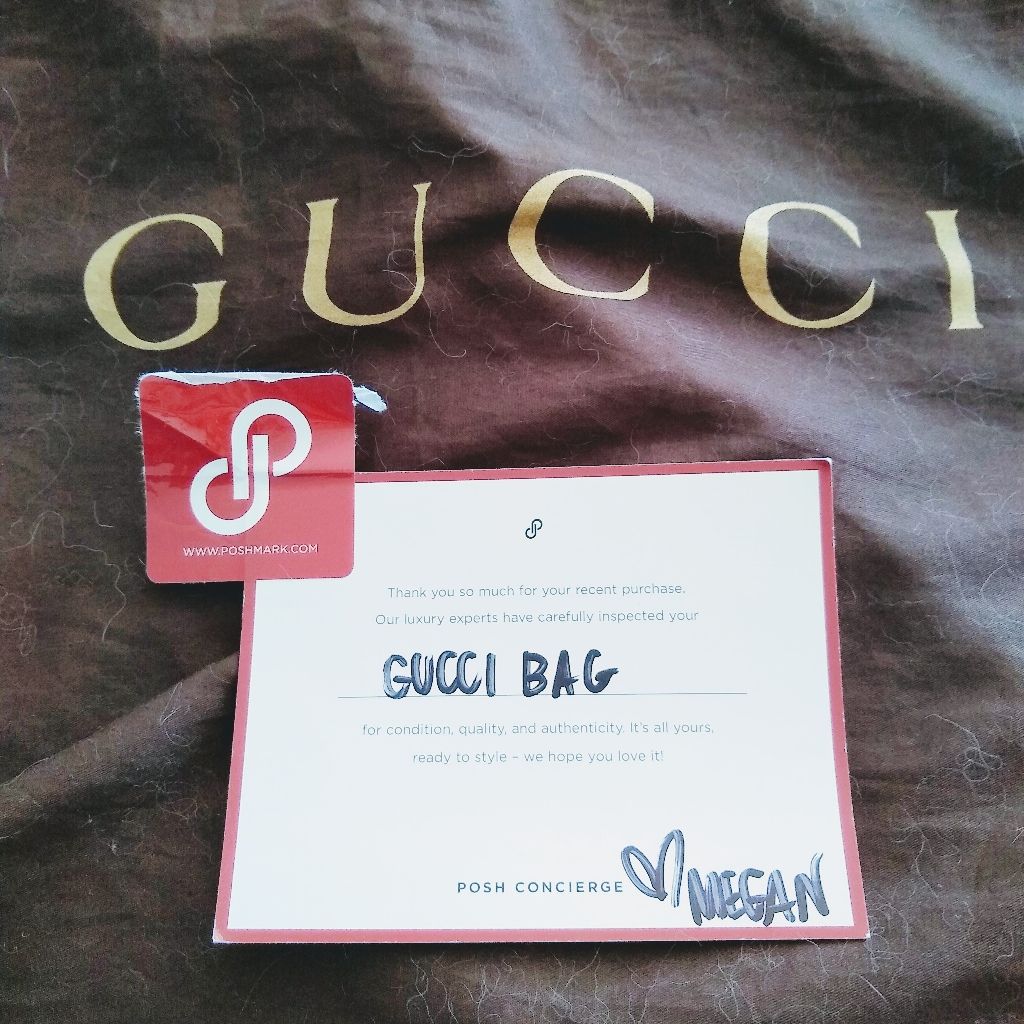 GUCCI
WWW.POSHMARK.COM
Thank you so much for your recent purchase.
Our luxury experts have carefully inspected your
GUCCI BAG
for condition, quality, and authenticity. It's all yours,
ready to style – we hope you love it!
POSH CONCIERGE
MEGAN